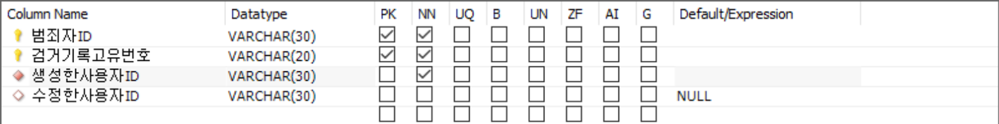 Column Name Datatype PK NN UQ B UN ZF AI G Default/Expression
범죄자ID VARCHAR(30)
검거기록고유번호 VARCHAR(20)
생성한사용자ID VARCHAR(30)
수정한사용자ID VARCHAR(30) NULL